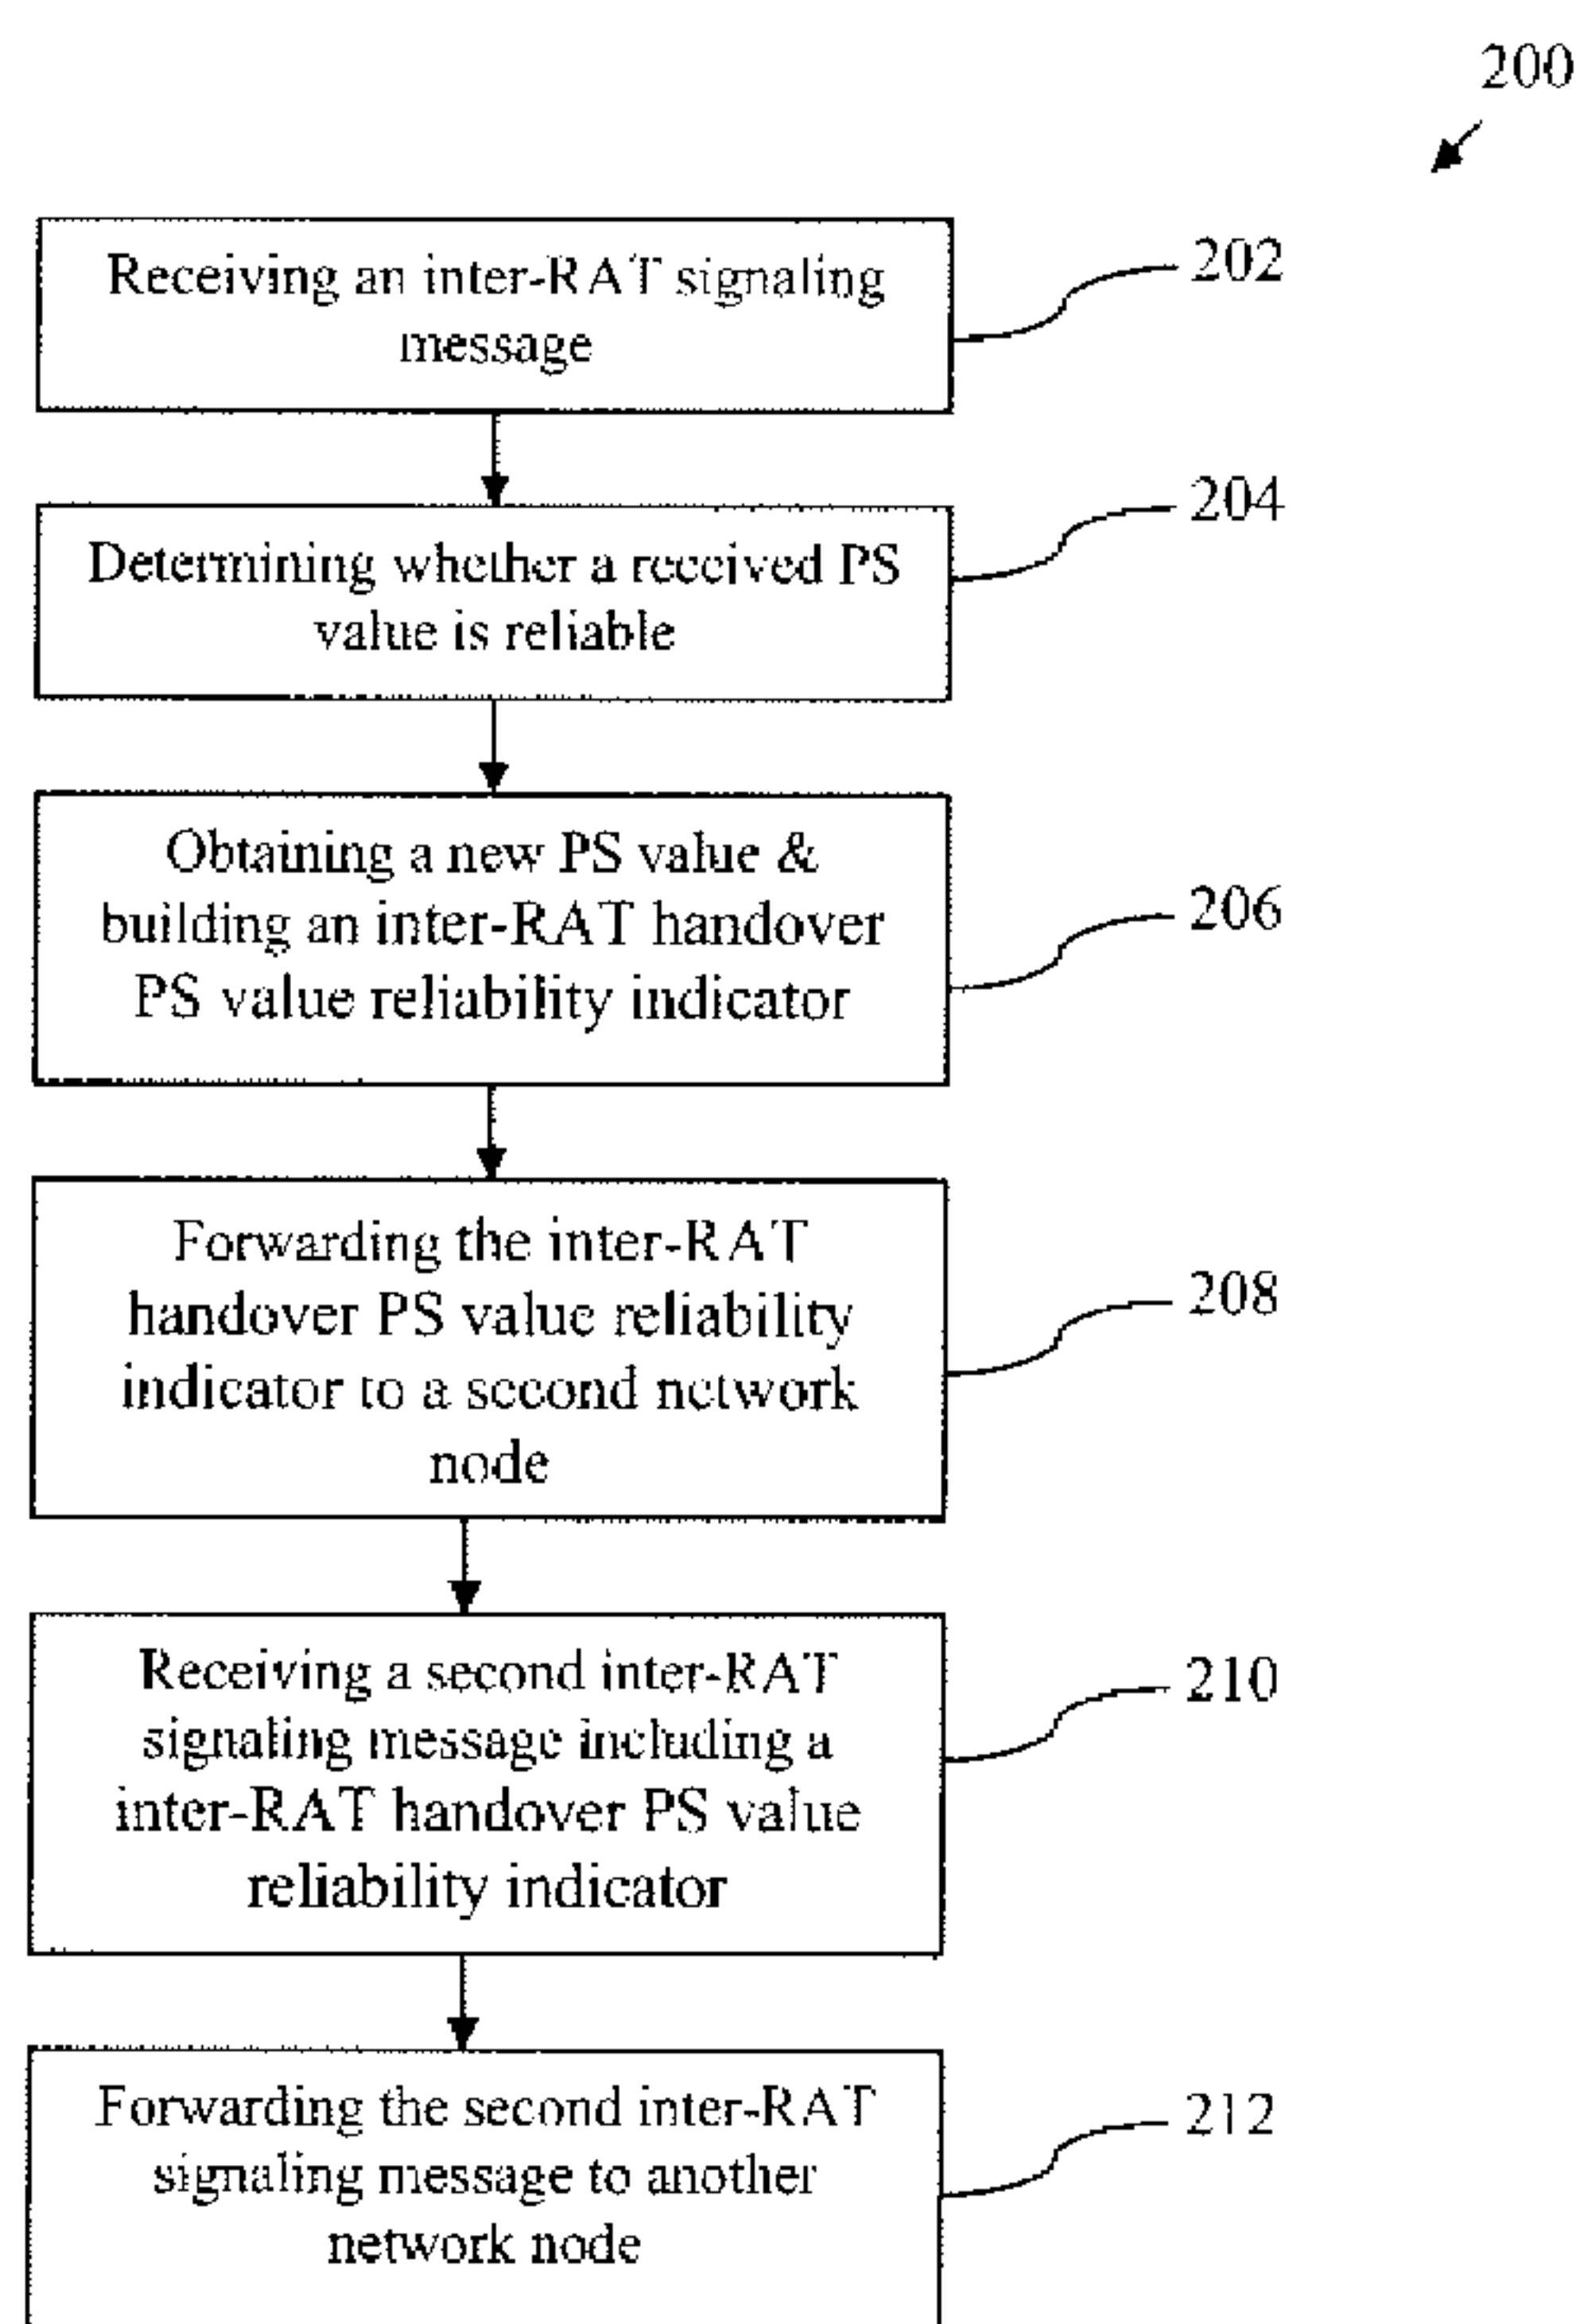 200
Receiving an inter-RAT signaling
message
202
Determining whether a received PS
value is reliable
204
Obtaining a new PS value &
building an inter-RAT handover
PS value reliability indicator
206
Forwarding the inter-RAT
handover PS value reliability
indicator to a second network
node
208
Receiving a second inter-RAT
signaling message including a
inter-RAT handover PS value
reliability indicator
210
Forwarding the second inter-RAT
signaling message to another
network node
212